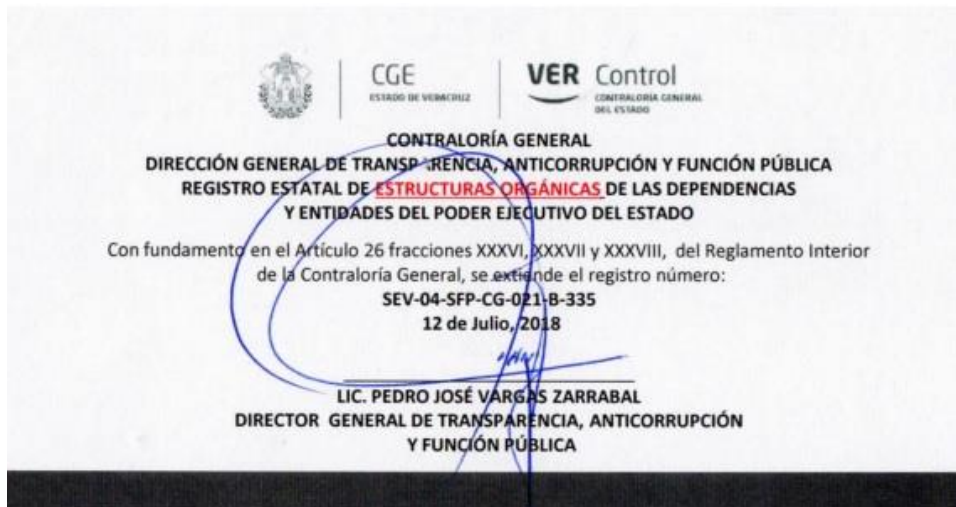 CGE
ESTADO DE VERACRUZ
VER Control
CONTRALORÍA GENERAL
DEL ESTADO
CONTRALORÍA GENERAL
DIRECCIÓN GENERAL DE TRANSPARENCIA, ANTICORRUPCIÓN Y FUNCIÓN PÚBLICA
REGISTRO ESTATAL DE ESTRUCTURAS ORGÁNICAS DE LAS DEPENDENCIAS
Y ENTIDADES DEL PODER EJECUTIVO DEL ESTADO
Con fundamento en el Artículo 26 fracciones XXXVI, XXXVII y XXXVIII, del Reglamento Interior
de la Contraloría General, se extiende el registro número:
SEV-04-SFP-CG-021-B-335
12 de Julio, 2018
LIC. PEDRO JOSÉ VARGAS ZARRABAL
DIRECTOR GENERAL DE TRANSPARENCIA, ANTICORRUPCIÓN
Y FUNCIÓN PÚBLICA